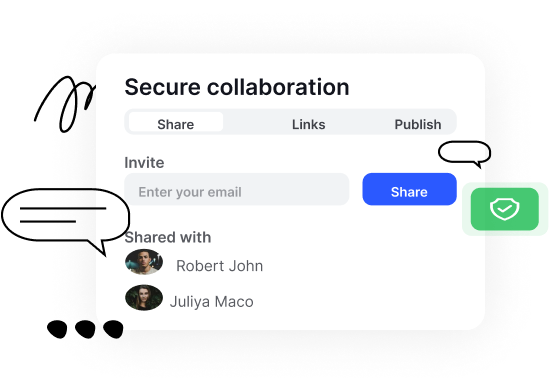 Secure collaboration
Share Links Publish
Invite
Enter your email Share
Shared with
Robert John
Juliya Maco